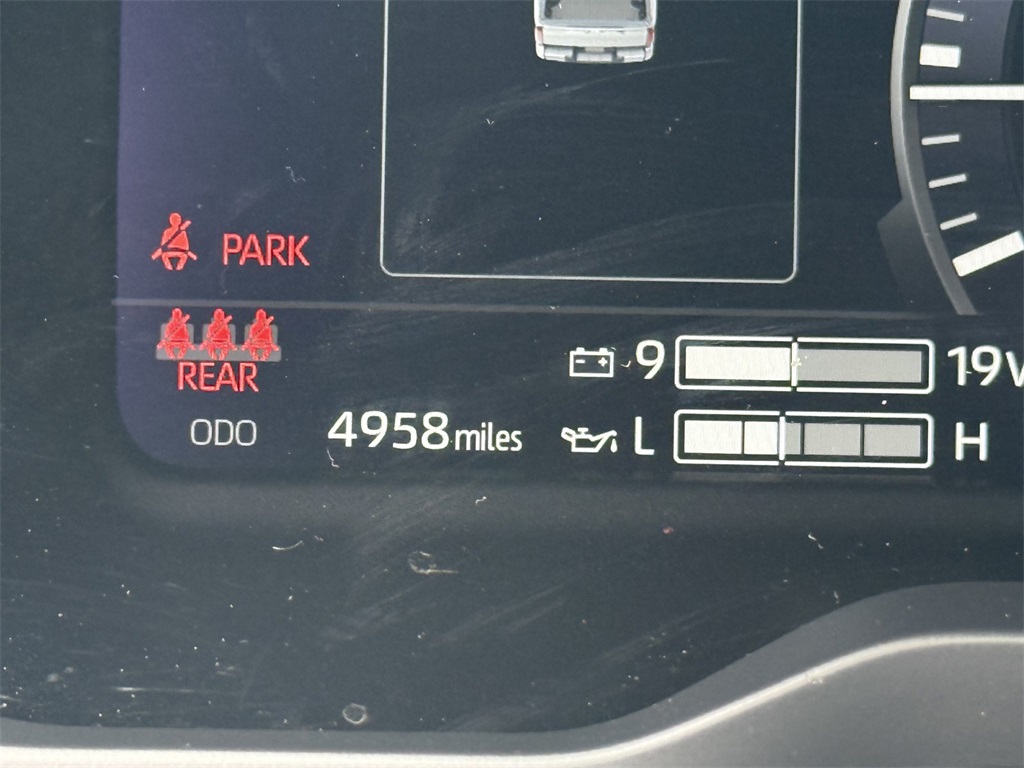 PARK
REAR
9 19V
ODO 4958 miles L H